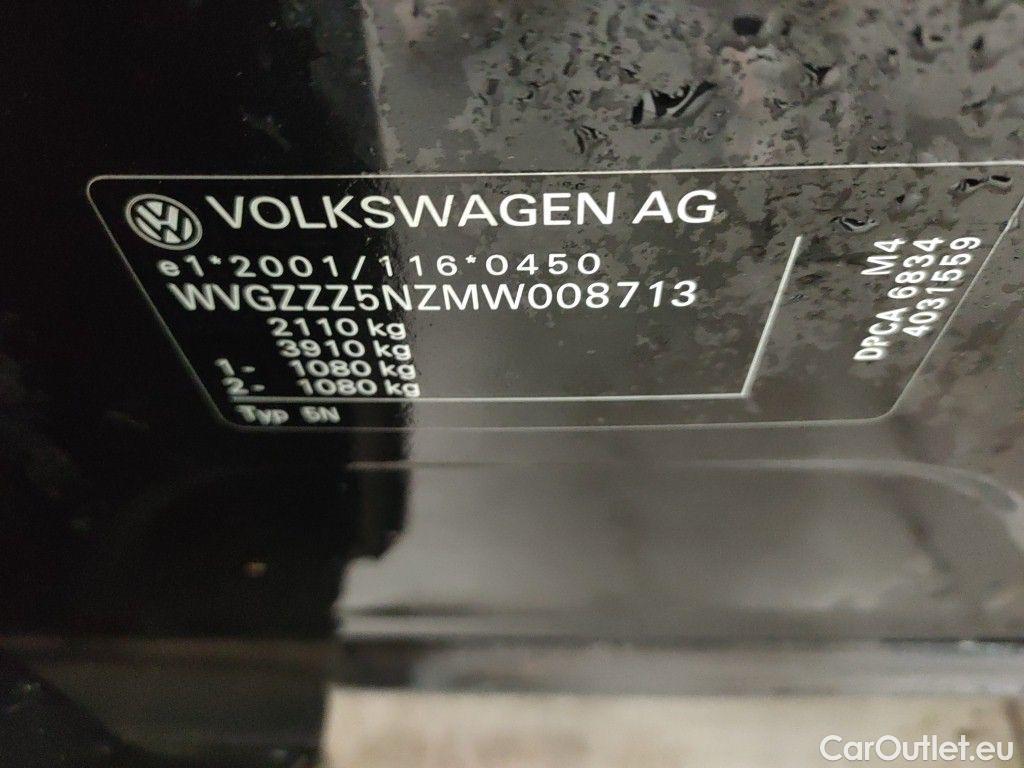 VOLKSWAGEN AG
e1*2001/116*0450
WVGZZZ5NZMW008713
2110 kg
3910 kg
1- 1080 kg
2- 1080 kg
Typ 5N
M4
DPCA 6834
4031559
CarOutlet.eu